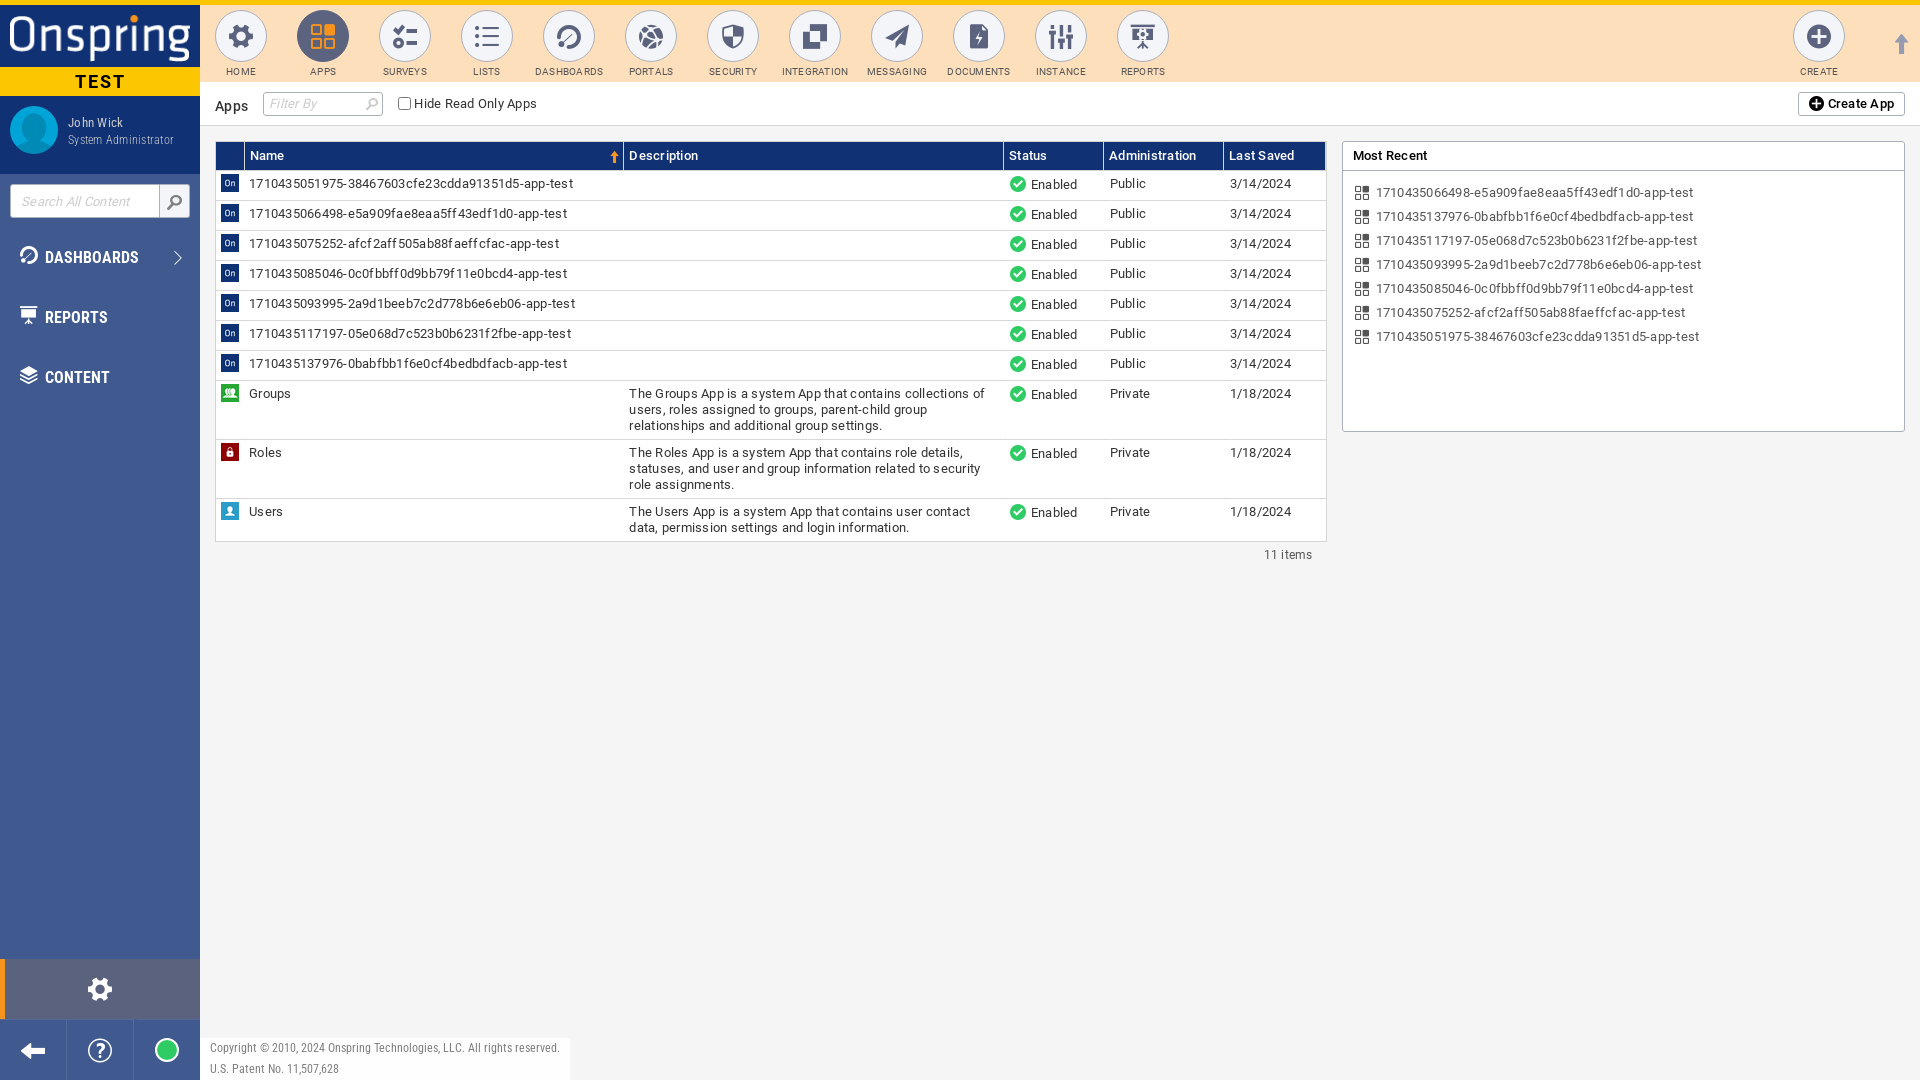 Onspring
TEST
John Wick
System Administrator
Search All Content
DASHBOARDS
REPORTS
CONTENT
HOME
APPS
SURVEYS
LISTS
DASHBOARDS
PORTALS
SECURITY
INTEGRATION
MESSAGING
DOCUMENTS
INSTANCE
REPORTS
CREATE
Apps
Filter By
Hide Read Only Apps
Create App
Name Description Status Administration Last Saved
On 1710435051975-38467603cfe23cdda91351d5-app-test Enabled Public 3/14/2024
On 1710435066498-e5a909fae8eaa5ff43edf1d0-app-test Enabled Public 3/14/2024
On 1710435075252-afcf2aff505ab88faeffcfac-app-test Enabled Public 3/14/2024
On 1710435085046-0c0fbbff0d9bb79f11e0bcd4-app-test Enabled Public 3/14/2024
On 1710435093995-2a9d1beeb7c2d778b6e6eb06-app-test Enabled Public 3/14/2024
On 1710435117197-05e068d7c523b0b6231f2fbe-app-test Enabled Public 3/14/2024
On 1710435137976-0babfbb1f6e0cf4bedbdfacb-app-test Enabled Public 3/14/2024
Groups The Groups App is a system App that contains collections of Enabled Private 1/18/2024
users, roles assigned to groups, parent-child group
relationships and additional group settings.
Roles The Roles App is a system App that contains role details, Enabled Private 1/18/2024
statuses, and user and group information related to security
role assignments.
Users The Users App is a system App that contains user contact Enabled Private 1/18/2024
data, permission settings and login information.
11 items
Most Recent
1710435066498-e5a909fae8eaa5ff43edf1d0-app-test
1710435137976-0babfbb1f6e0cf4bedbdfacb-app-test
1710435117197-05e068d7c523b0b6231f2fbe-app-test
1710435093995-2a9d1beeb7c2d778b6e6eb06-app-test
1710435085046-0c0fbbff0d9bb79f11e0bcd4-app-test
1710435075252-afcf2aff505ab88faeffcfac-app-test
1710435051975-38467603cfe23cdda91351d5-app-test
Copyright © 2010, 2024 Onspring Technologies, LLC. All rights reserved.
U.S. Patent No. 11,507,628